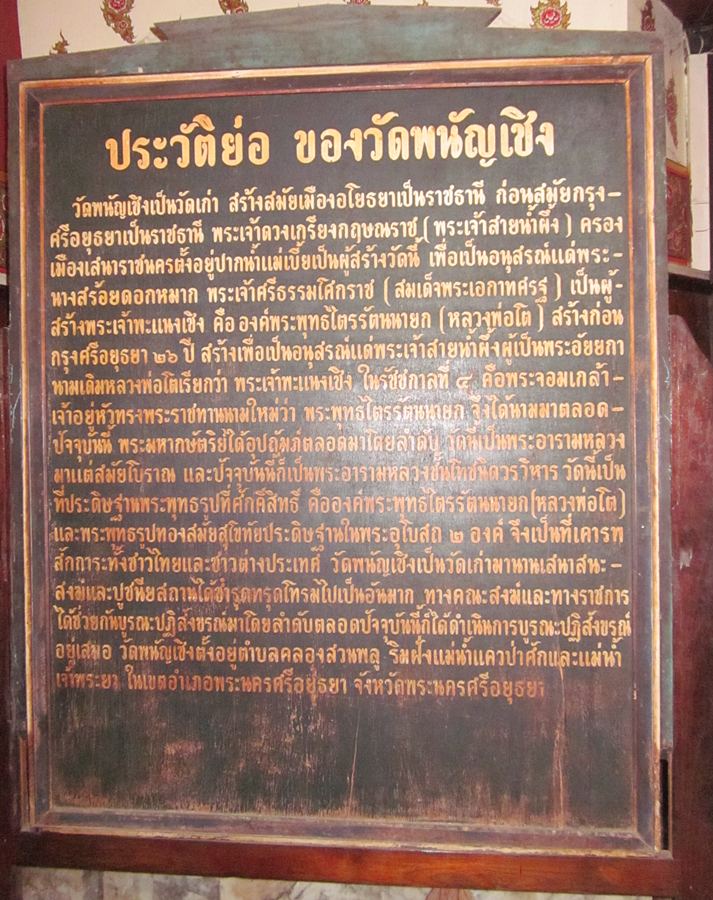 ประวัติย่อ ของวัดพนัญเชิง
วัดพนัญเชิงเป็นวัดเก่า สร้างสมัยเมืองอโยธยาเป็นราชธานี ก่อนสมัยกรุง-
ศรีอยุธยาเป็นราชธานี พระเจ้าดวงเกรียงกฤษณราช (พระเจ้าสายน้ำผึ้ง) ครอง
เมืองเสนาราชนครตั้งอยู่ปากน้ำแม่เบี้ยเป็นผู้สร้างวัดนี้ เพื่อเป็นอนุสรณ์แด่พระ-
นางสร้อยดอกหมาก พระเจ้าศรีธรรมโศกราช (สมเด็จพระเอกาทศรฐ) เป็นผู้-
สร้างพระเจ้าพะแนงเชิง คือ องค์พระพุทธไตรรัตนนายก (หลวงพ่อโต) สร้างก่อน
กรุงศรีอยุธยา ๒๖ ปี สร้างเพื่อเป็นอนุสรณ์แด่พระเจ้าสายน้ำผึ้งผู้เป็นพระอัยยกา
นามเดิมหลวงพ่อโตเรียกว่า พระเจ้าพะแนงเชิง ในรัชกาลที่ ๔ คือพระจอมเกล้า-
เจ้าอยู่หัวทรงพระราชทานนามใหม่ว่า พระพุทธไตรรัตนนายก จึงได้นามมาตลอด-
ปัจจุบันนี้ พระมหากษัตริย์ได้อุปถัมภ์ตลอดมาโดยลำดับ วัดนี้เป็นพระอารามหลวง
มาแต่สมัยโบราณ และปัจจุบันนี้ก็เป็นพระอารามหลวงชั้นโทชนิดวรวิหาร วัดนี้เป็น
ที่ประดิษฐานพระพุทธรูปที่ศักดิ์สิทธิ์ คือองค์พระพุทธไตรรัตนนายก (หลวงพ่อโต)
และพระพุทธรูปทองสมัยสุโขทัยประดิษฐานในพระอุโบสถ ๒ องค์ จึงเป็นที่เคารพ
สักการะทั้งชาวไทยและชาวต่างประเทศ วัดพนัญเชิงเป็นวัดเก่ามานานเสนาสนะ-
สงฆ์และปูชนียสถานได้ชำรุดทรุดโทรมไปเป็นอันมาก ทางคณะสงฆ์และทางราชการ
ได้ช่วยกันบูรณะปฏิสังขรณ์มาโดยลำดับตลอดปัจจุบันนี้ก็ได้ดำเนินการบูรณะปฏิสังขรณ์
อยู่เสมอ วัดพนัญเชิงตั้งอยู่ตำบลคลองสวนพลู ริมฝั่งแม่น้ำแควป่าศักและแม่น้ำ
เจ้าพระยา ในเขตอำเภอพระนครศรีอยุธยา จังหวัดพระนครศรีอยุธยา